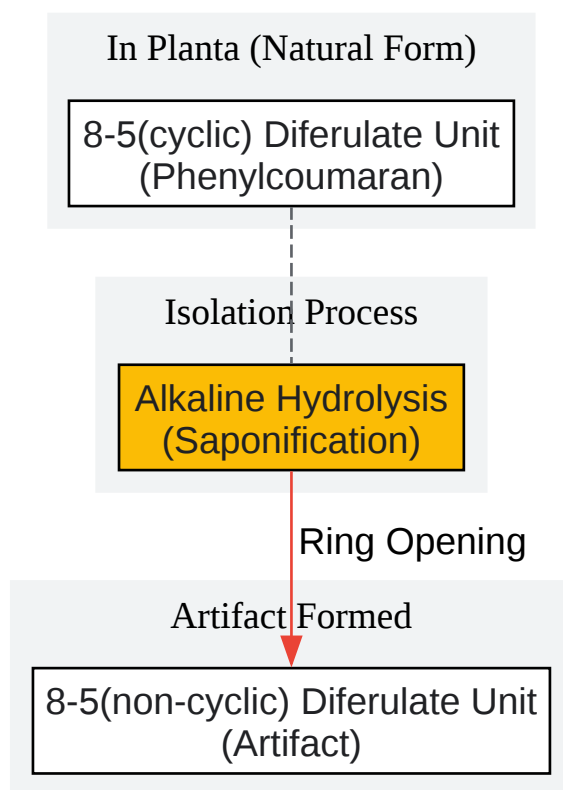 In Planta (Natural Form)
8-5(cyclic) Diferulate Unit
(Phenylcoumaran)
Isolation Process
Alkaline Hydrolysis
(Saponification)
Ring Opening
Artifact Formed
8-5(non-cyclic) Diferulate Unit
(Artifact)